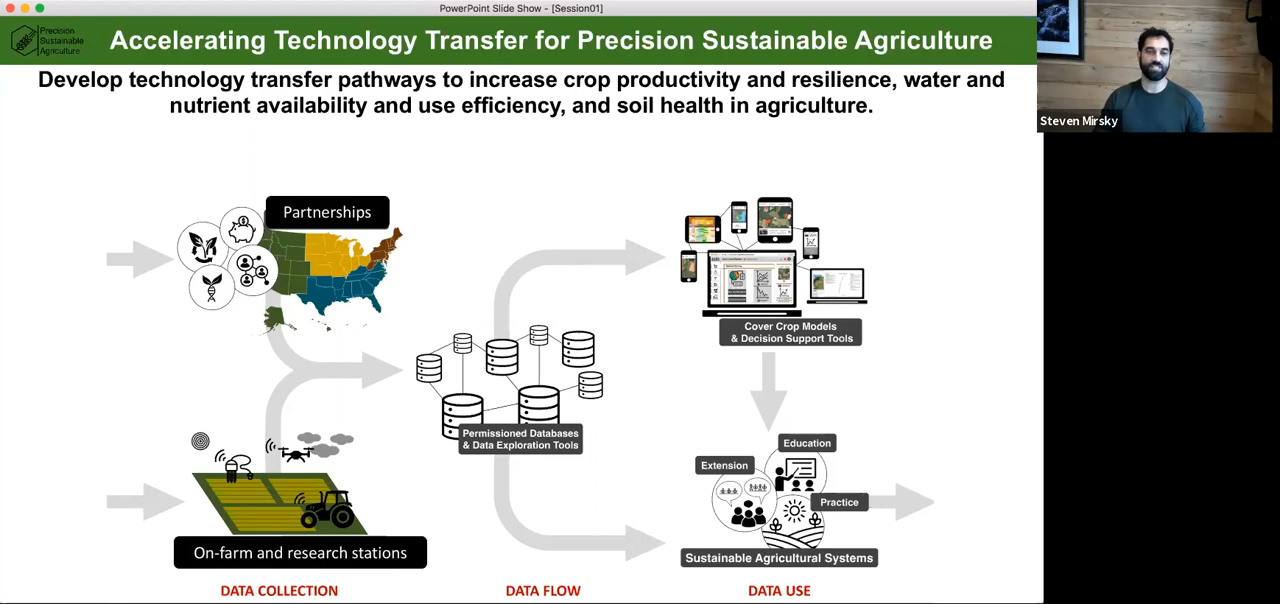 PowerPoint Slide Show - [Session01]
Precision
Sustainable
Agriculture
Accelerating Technology Transfer for Precision Sustainable Agriculture
Develop technology transfer pathways to increase crop productivity and resilience, water and
nutrient availability and use efficiency, and soil health in agriculture.
Steven Mirsky
Partnerships
Cover Crop Models
& Decision Support Tools
Permissioned Databases
& Data Exploration Tools
Education
Extension
Practice
On-farm and research stations
Sustainable Agricultural Systems
DATA COLLECTION
DATA FLOW
DATA USE